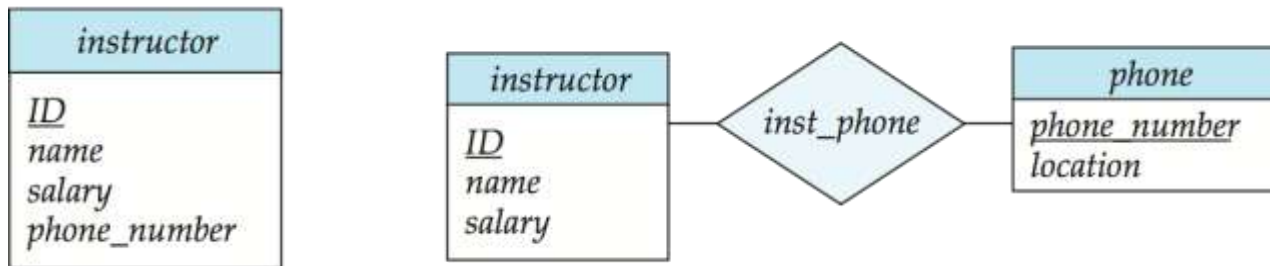 instructor
ID
name
salary
phone_number
instructor
ID
name
salary
inst_phone
phone
phone_number
location